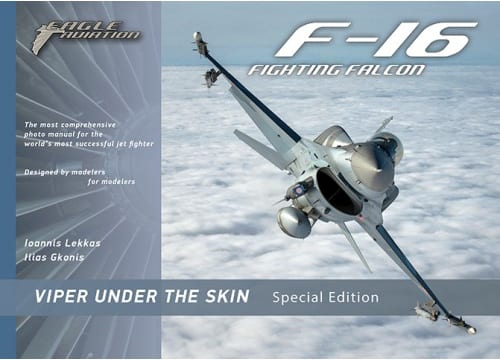 EAGLE
AVIATION
F-16
FIGHTING FALCON
The most comprehensive
photo manual for the
world's most successful jet fighter
Designed by modelers
for modelers
Ioannis Lekkas
Ilias Gkonis
VIPER UNDER THE SKIN Special Edition